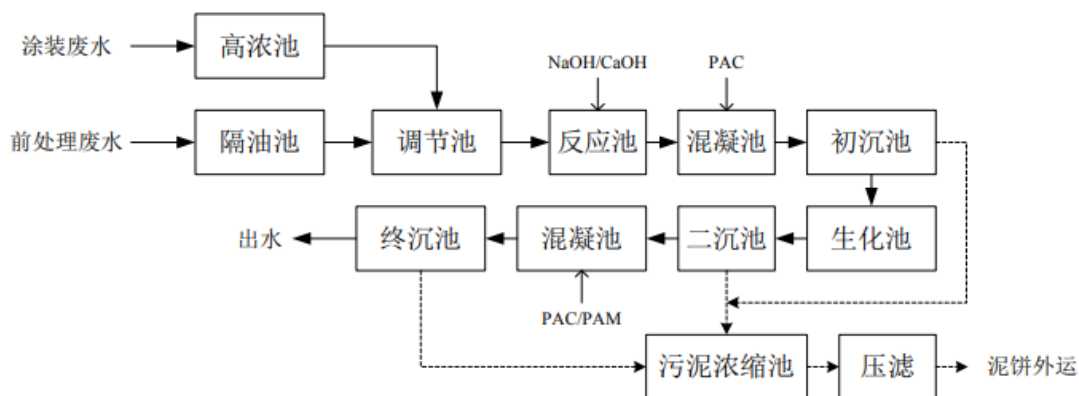 涂装废水
高浓池
NaOH/CaOH
PAC
前处理废水
隔油池
调节池
反应池
混凝池
初沉池
出水
终沉池
混凝池
二沉池
生化池
PAC/PAM
污泥浓缩池
压滤
泥饼外运